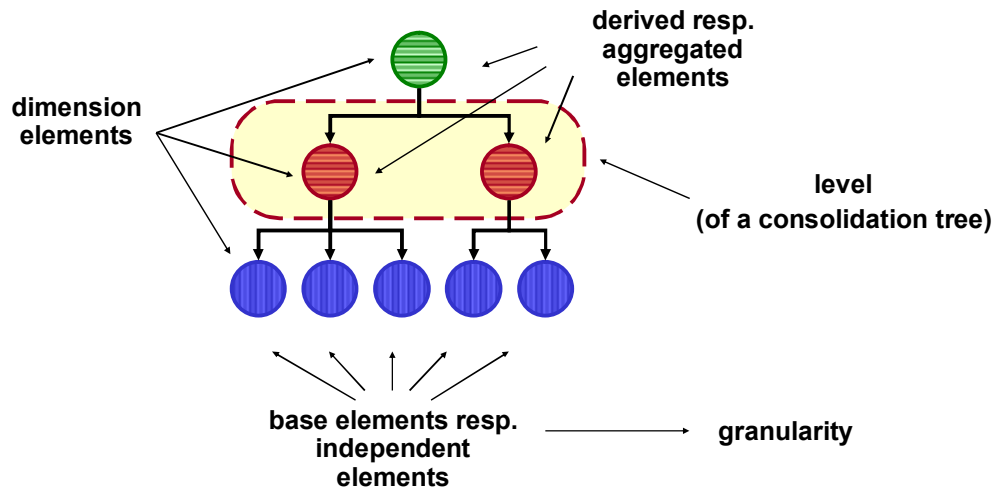 derived resp.
aggregated
elements
dimension
elements
level
(of a consolidation tree)
base elements resp.
independent
elements
granularity